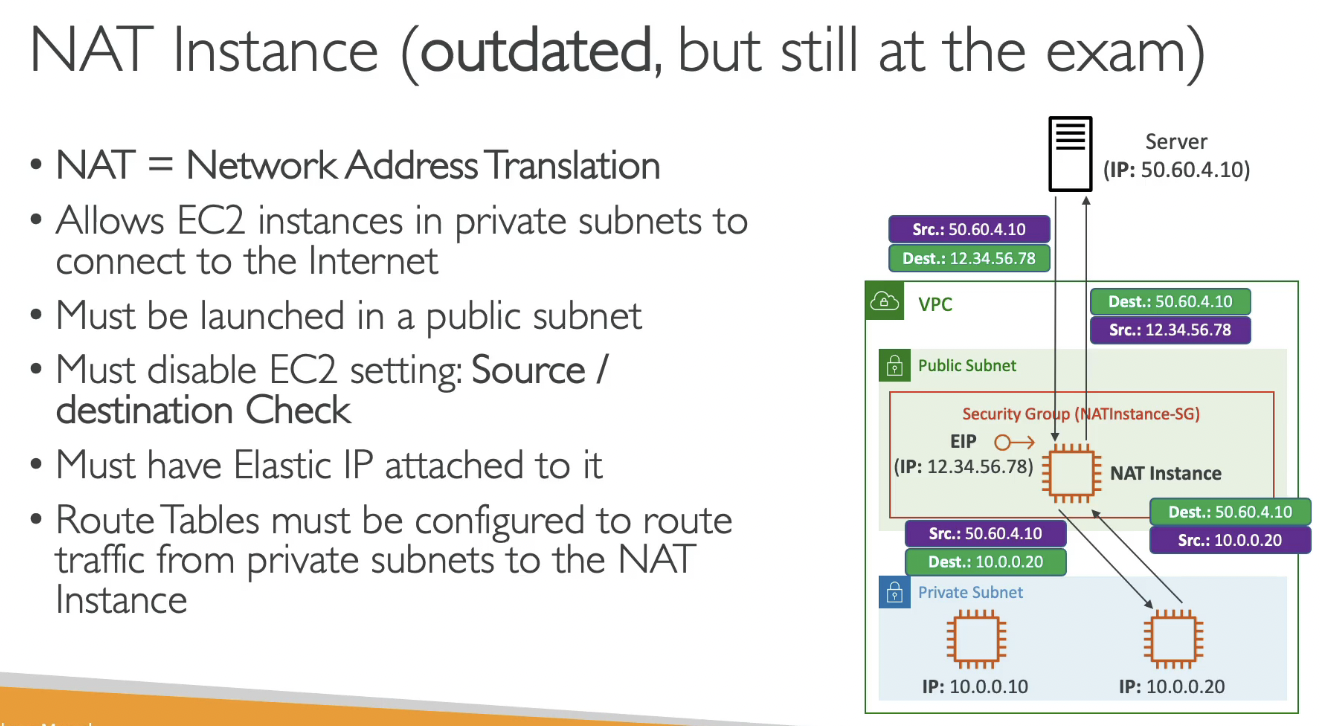 NAT Instance (outdated, but still at the exam)
• NAT = Network Address Translation
• Allows EC2 instances in private subnets to
connect to the Internet
• Must be launched in a public subnet
• Must disable EC2 setting: Source /
destination Check
• Must have Elastic IP attached to it
• Route Tables must be configured to route
traffic from private subnets to the NAT
Instance
Server
(IP: 50.60.4.10)
Src.: 50.60.4.10
Dest.: 12.34.56.78
VPC
Dest.: 50.60.4.10
Src.: 12.34.56.78
Public Subnet
Security Group (NATInstance-SG)
EIP
(IP: 12.34.56.78)
NAT Instance
Dest.: 50.60.4.10
Src.: 10.0.0.20
Src.: 50.60.4.10
Dest.: 10.0.0.20
Private Subnet
IP: 10.0.0.10
IP: 10.0.0.20